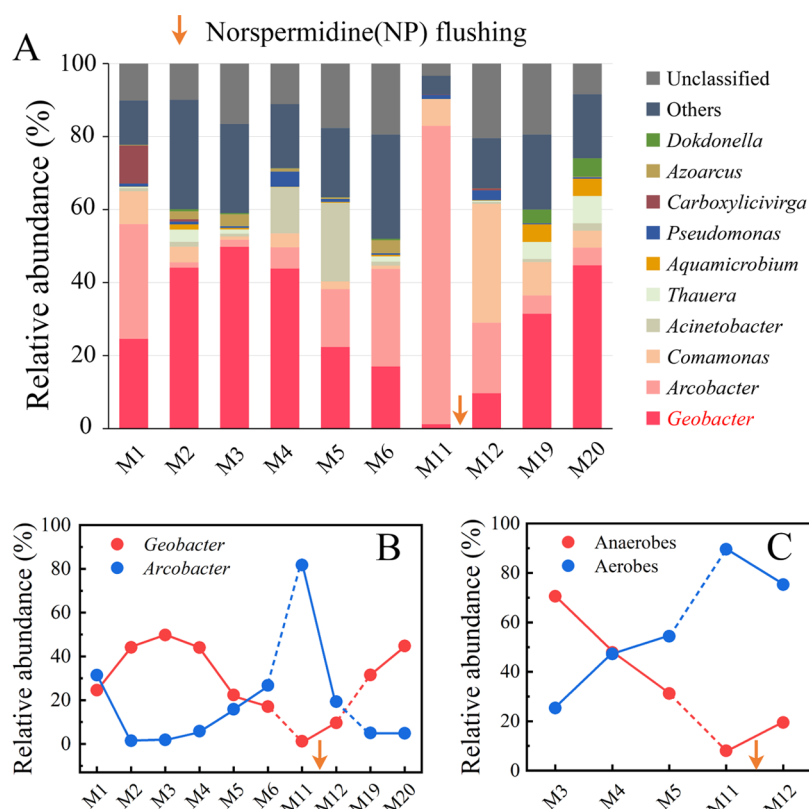 Norspermidine(NP) flushing
A
Relative abundance (%)
100
80
60
40
20
0
M1 M2 M3 M4 M5 M6 M11 M12 M19 M20
Unclassified
Others
Dokdonella
Azoarcus
Carboxylicivirga
Pseudomonas
Aquamicrobium
Thauera
Acinetobacter
Comamonas
Arcobacter
Geobacter
B
Relative abundance (%)
100
80
60
40
20
0
Geobacter
Arcobacter
M1 M2 M3 M4 M5 M6 M11 M12 M19 M20
C
Relative abundance (%)
100
80
60
40
20
0
Anaerobes
Aerobes
M3 M4 M5 M11 M12